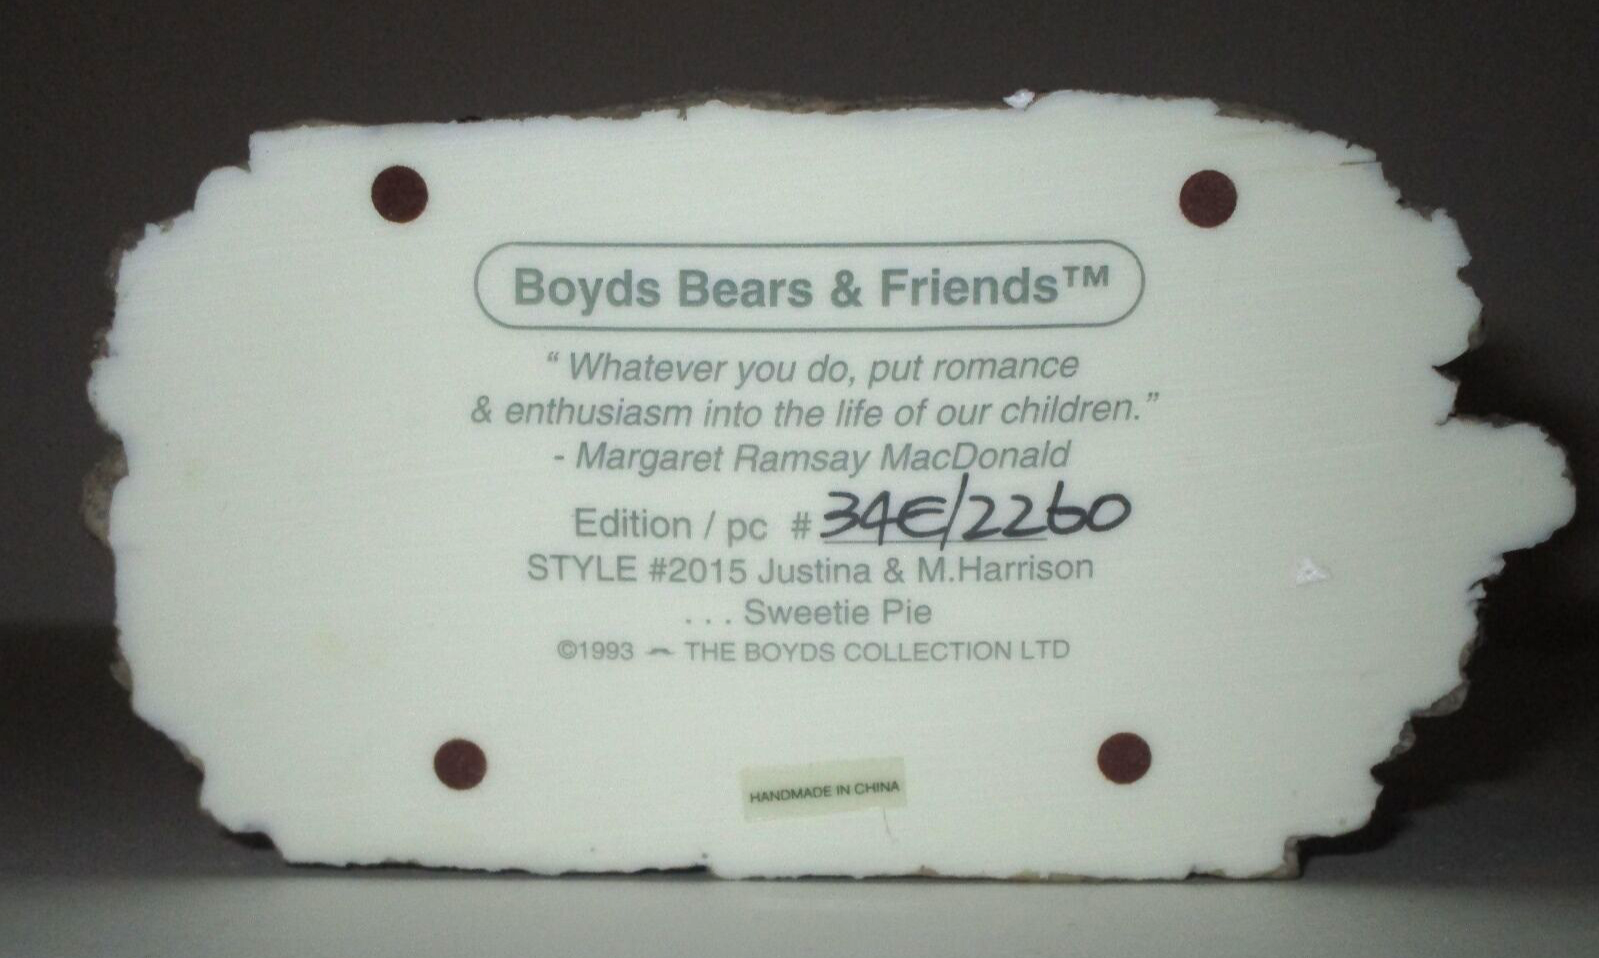 Boyds Bears & Friends™
“ Whatever you do, put romance
& enthusiasm into the life of our children.”
- Margaret Ramsay MacDonald
Edition / pc # 34E/2260
STYLE #2015 Justina & M.Harrison
. . . Sweetie Pie
©1993 ~ THE BOYDS COLLECTION LTD
HANDMADE IN CHINA